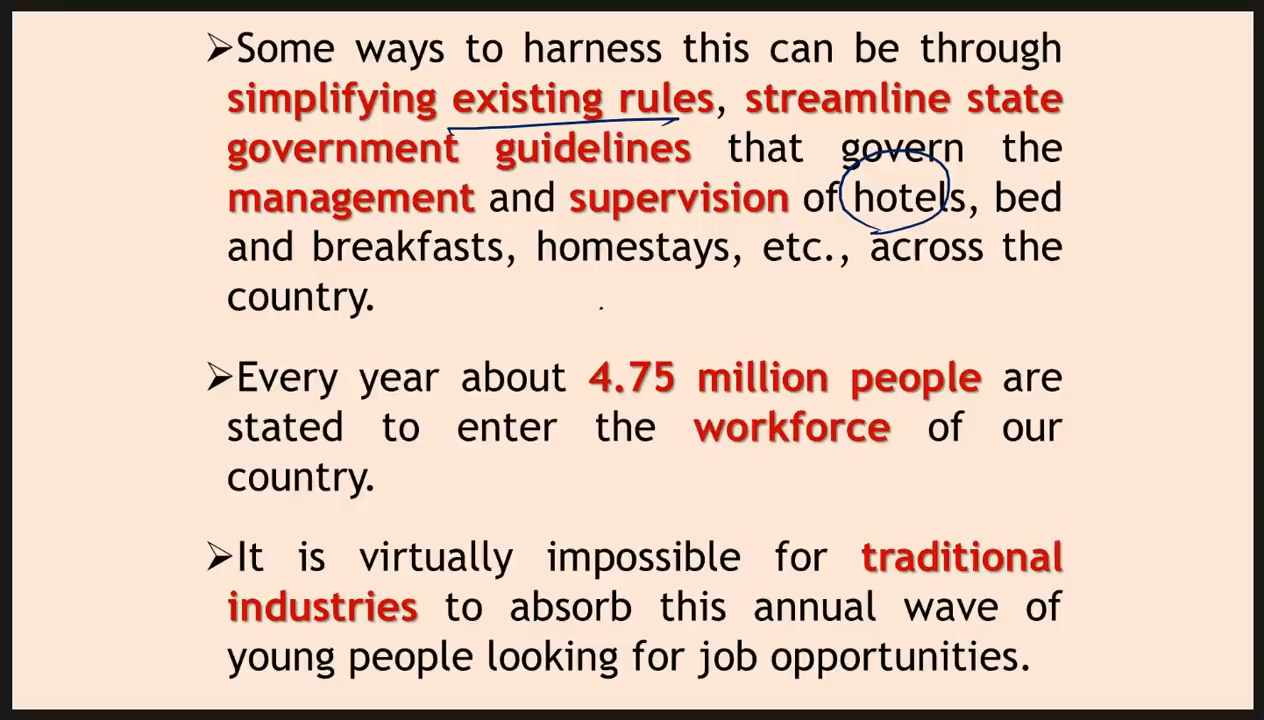 ➢Some ways to harness this can be through
simplifying existing rules, streamline state
government guidelines that govern the
management and supervision of hotels, bed
and breakfasts, homestays, etc., across the
country.
➢Every year about 4.75 million people are
stated to enter the workforce of our
country.
➢It is virtually impossible for traditional
industries to absorb this annual wave of
young people looking for job opportunities.